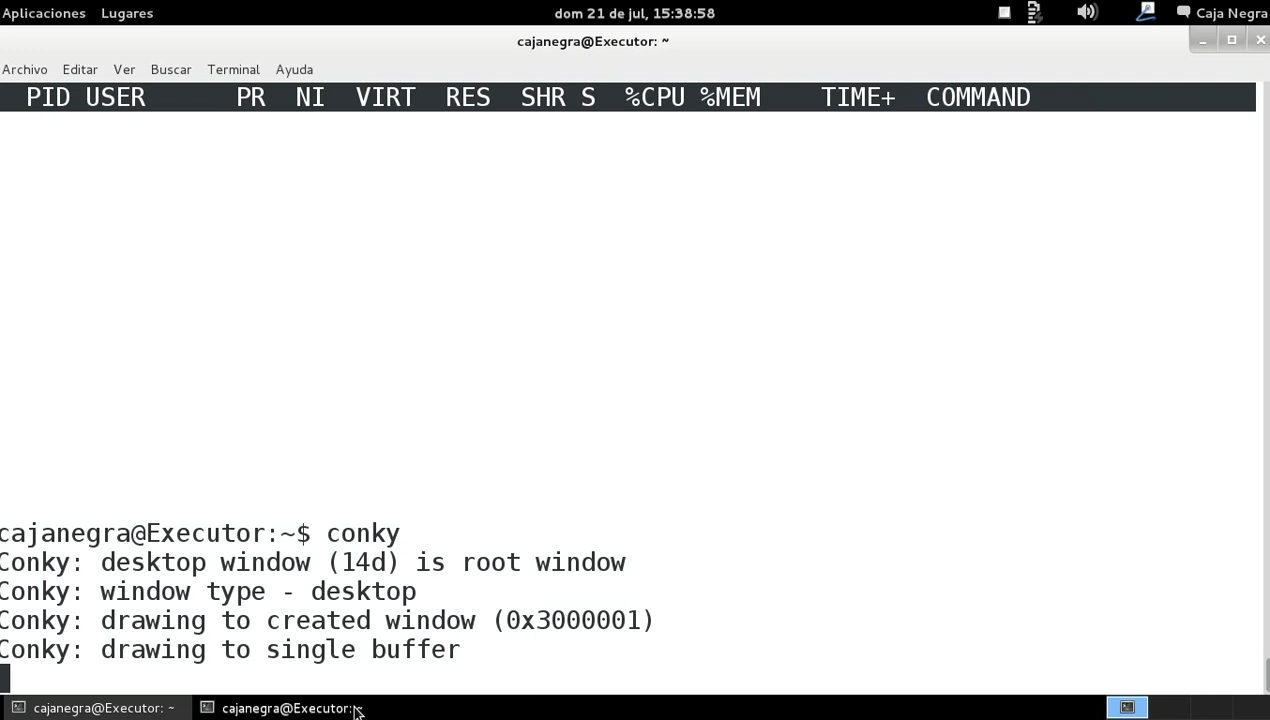 Aplicaciones Lugares dom 21 de jul, 15:38:58 Caja Negra
cajanegra@Executor: ~
Archivo Editar Ver Buscar Terminal Ayuda
PID USER PR NI VIRT RES SHR S %CPU %MEM TIME+ COMMAND
cajanegra@Executor:~$ conky
Conky: desktop window (14d) is root window
Conky: window type - desktop
Conky: drawing to created window (0x3000001)
Conky: drawing to single buffer
cajanegra@Executor: ~ cajanegra@Executor: ~